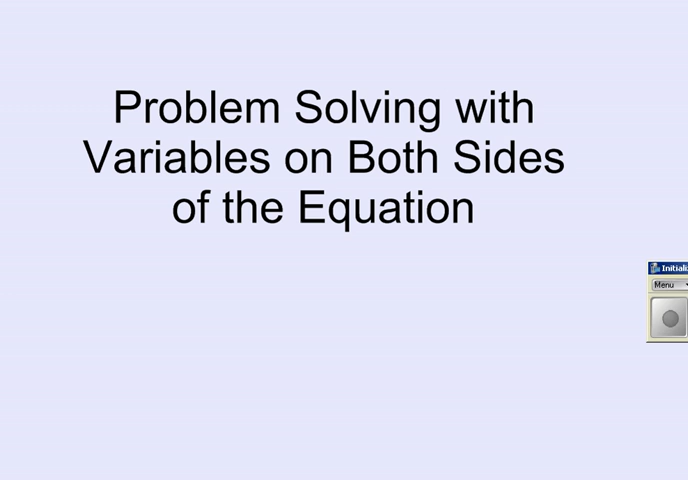 Problem Solving with
Variables on Both Sides
of the Equation
Menu